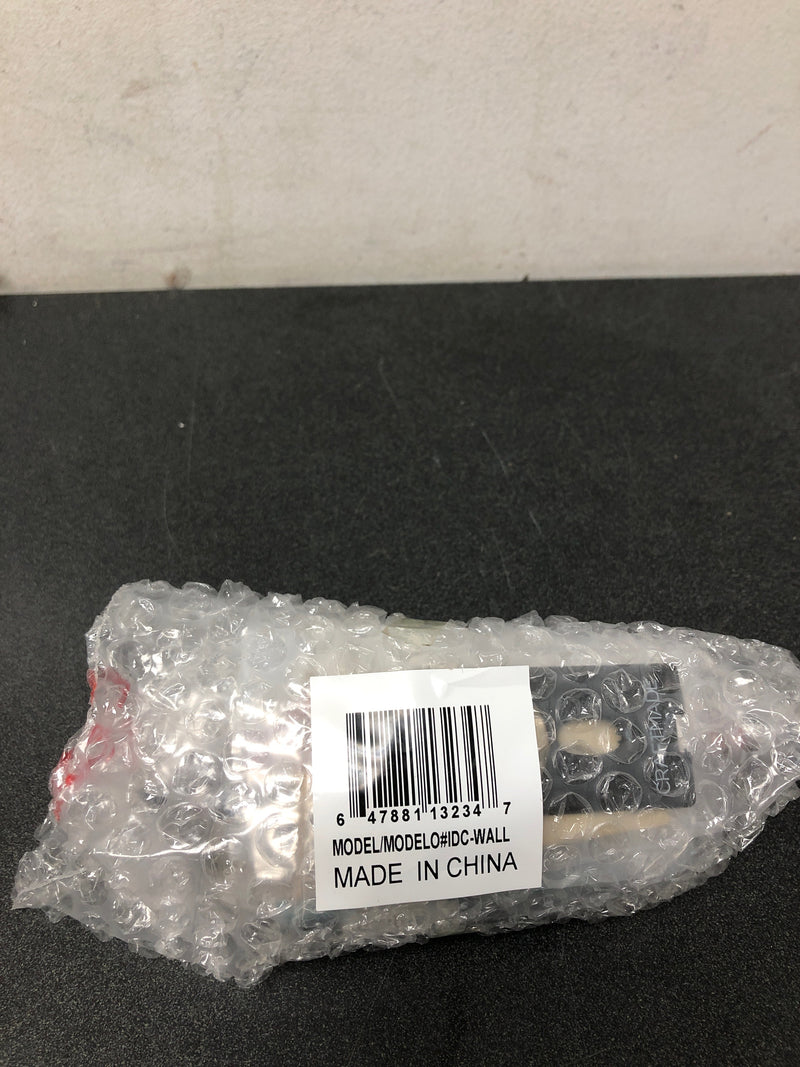 6 47881 13234 7
MODEL/MODELO#IDC-WALL
MADE IN CHINA